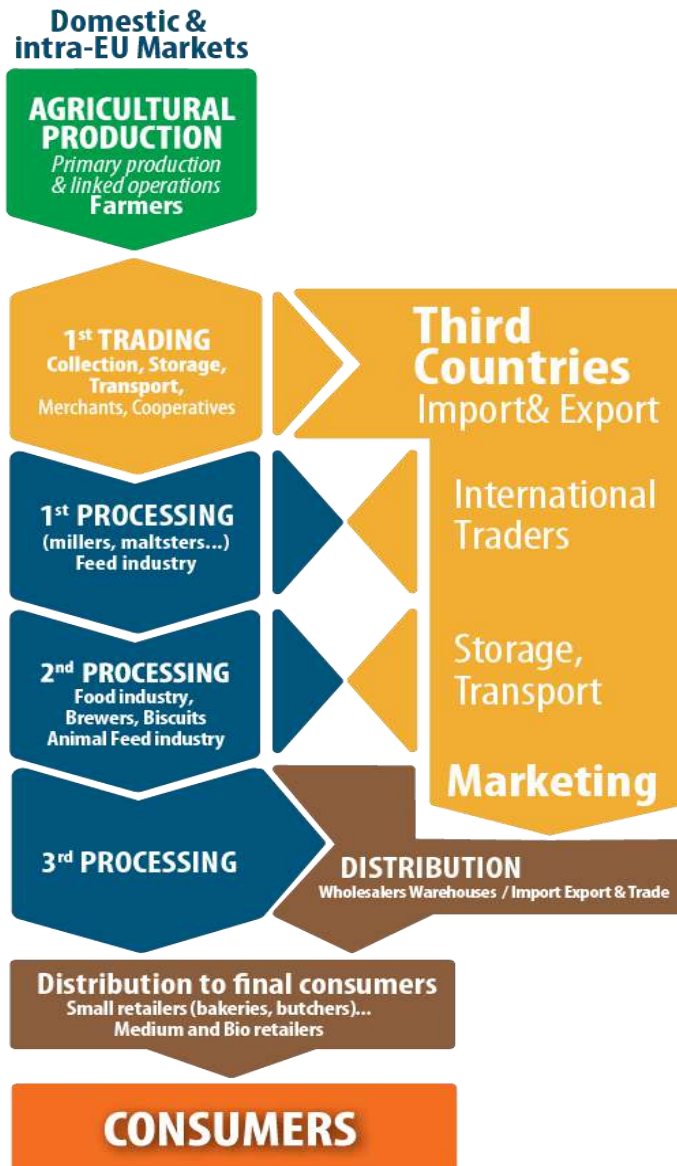 Domestic &
intra-EU Markets
AGRICULTURAL
PRODUCTION
Primary production
& linked operations
Farmers
1st TRADING
Collection, Storage,
Transport,
Merchants, Cooperatives
Third
Countries
Import& Export
1st PROCESSING
(millers, maltsters...)
Feed industry
International
Traders
2nd PROCESSING
Food industry,
Brewers, Biscuits
Animal Feed industry
Storage,
Transport
Marketing
3rd PROCESSING
DISTRIBUTION
Wholesalers Warehouses / Import Export & Trade
Distribution to final consumers
Small retailers (bakeries, butchers)...
Medium and Bio retailers
CONSUMERS